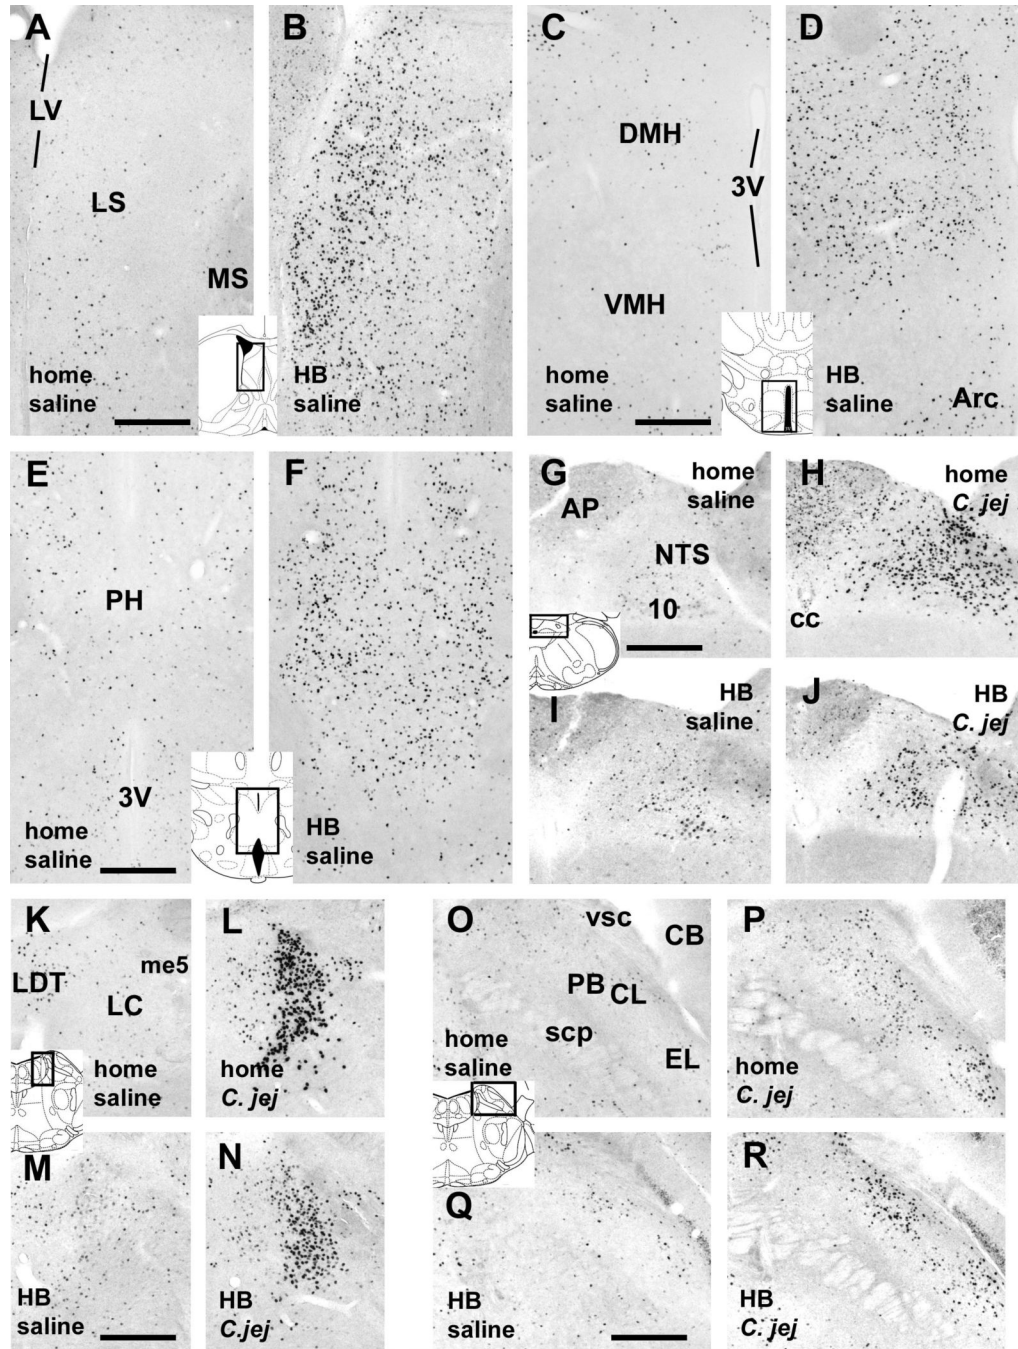 A
LV
LS
MS
home
saline
B
HB
saline
C
DMH
3V
VMH
home
saline
D
HB
saline
Arc
E
PH
3V
home
saline
F
HB
saline
G
home
saline
AP
NTS
10
H
home
C. jej
cc
I
HB
saline
J
HB
C. jej
K
LDT
me5
LC
home
saline
L
home
C. jej
M
HB
saline
N
HB
C.jej
O
vsc
CB
PB
CL
scp
home
saline
EL
P
home
C. jej
Q
HB
saline
R
HB
C. jej